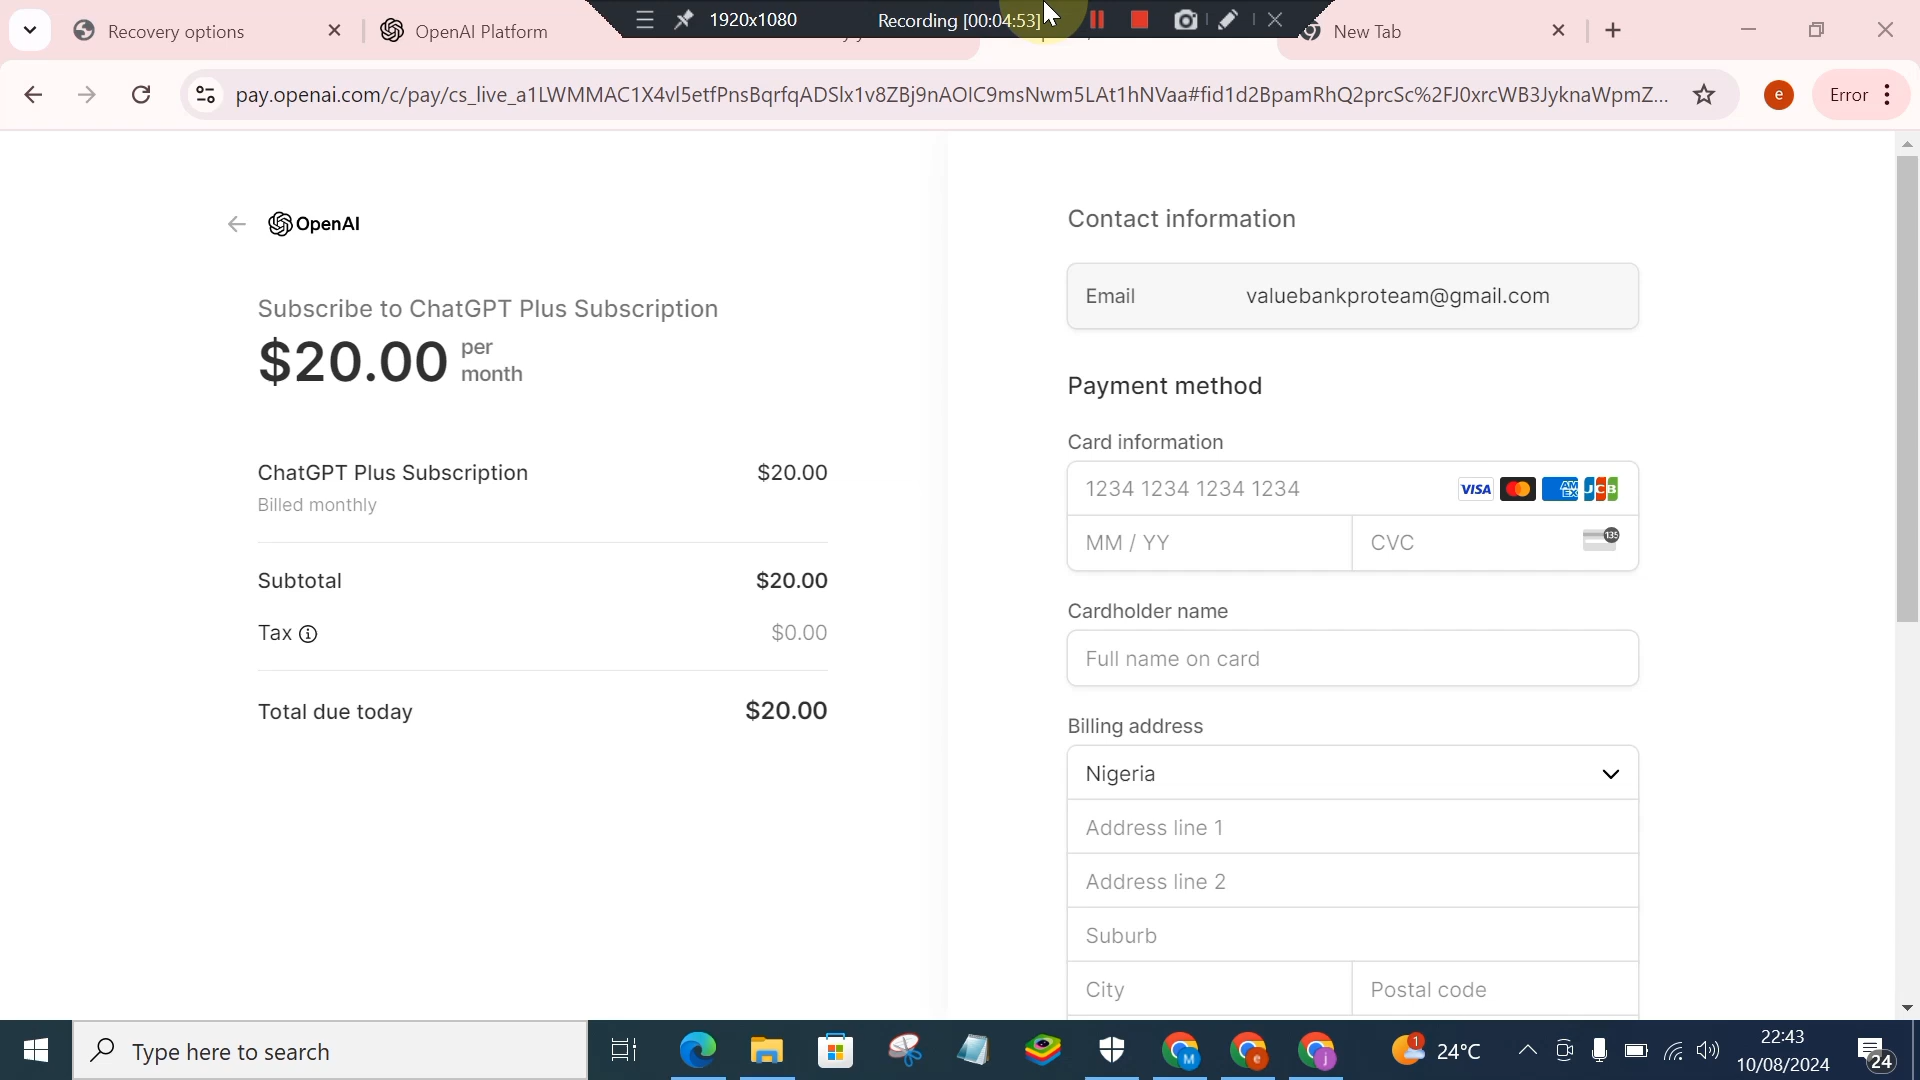 Recovery options
OpenAI Platform
1920x1080
Recording [00:04:53]
New Tab
pay.openai.com/c/pay/cs_live_a1LWMMAC1X4vl5etfPnsBqrfqADSlx1v8ZBj9nAOIC9msNwm5LAt1hNVaa#fid1d2BpamRhQ2prcSc%2FJ0xrcWB3JyknaWpmZ...
e
Error
OpenAI
Subscribe to ChatGPT Plus Subscription
$20.00 per
month
ChatGPT Plus Subscription $20.00
Billed monthly
Subtotal $20.00
Tax $0.00
Total due today $20.00
Contact information
Email valuebankproteam@gmail.com
Payment method
Card information
1234 1234 1234 1234 VISA AM EX JCB
MM / YY CVC 135
Cardholder name
Full name on card
Billing address
Nigeria
Address line 1
Address line 2
Suburb
City Postal code
Type here to search
M e j
1 24°C
22:43
10/08/2024
24